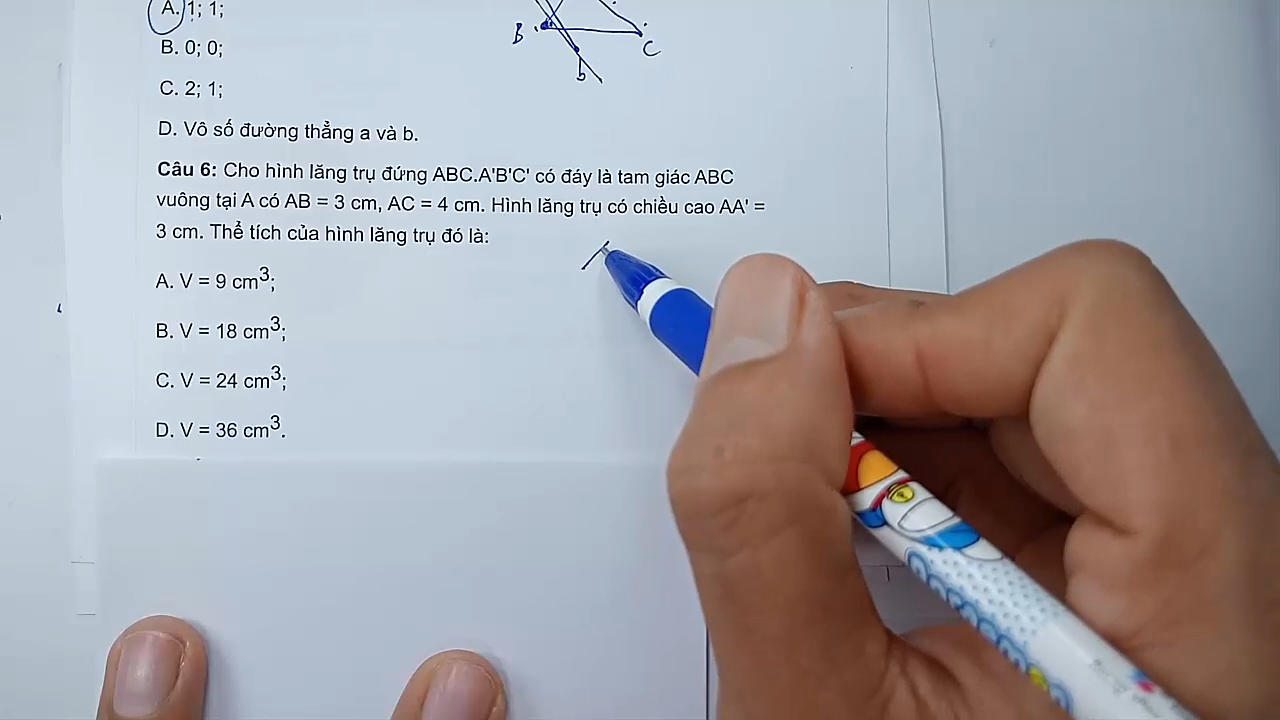 A. 1; 1;
B. 0; 0;
B
C
b
C. 2; 1;
D. Vô số đường thẳng a và b.
Câu 6: Cho hình lăng trụ đứng ABC.A'B'C' có đáy là tam giác ABC
vuông tại A có AB = 3 cm, AC = 4 cm. Hình lăng trụ có chiều cao AA' =
3 cm. Thể tích của hình lăng trụ đó là:
A. V = 9 cm³;
B. V = 18 cm³;
C. V = 24 cm³;
D. V = 36 cm³.